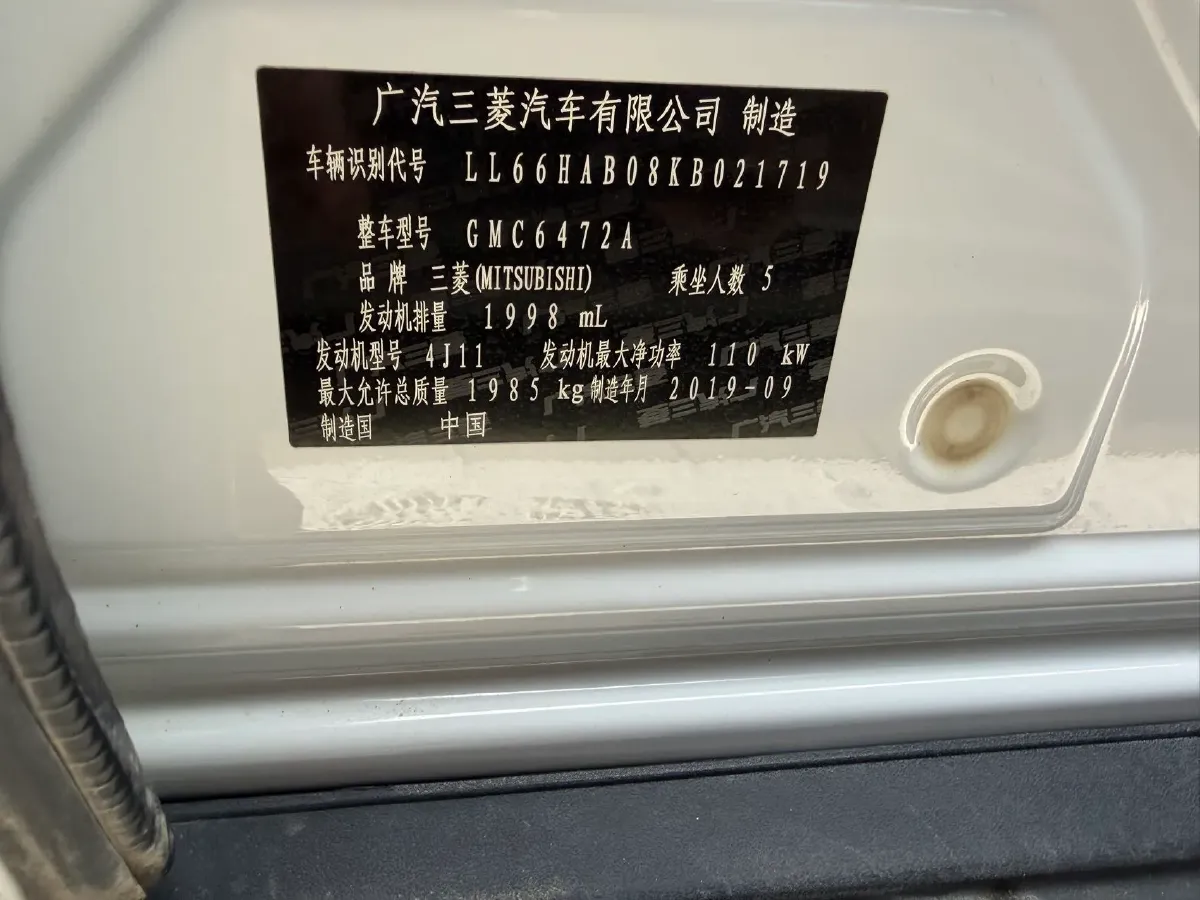 广汽三菱汽车有限公司 制造
车辆识别代号 LL66HAB08KB021719
整车型号 GMC6472A
品牌 三菱(MITSUBISHI) 乘坐人数 5
发动机排量 1998 mL
发动机型号 4J11 发动机最大净功率 110 kW
最大允许总质量 1985 kg 制造年月 2019-09
制造国 中国